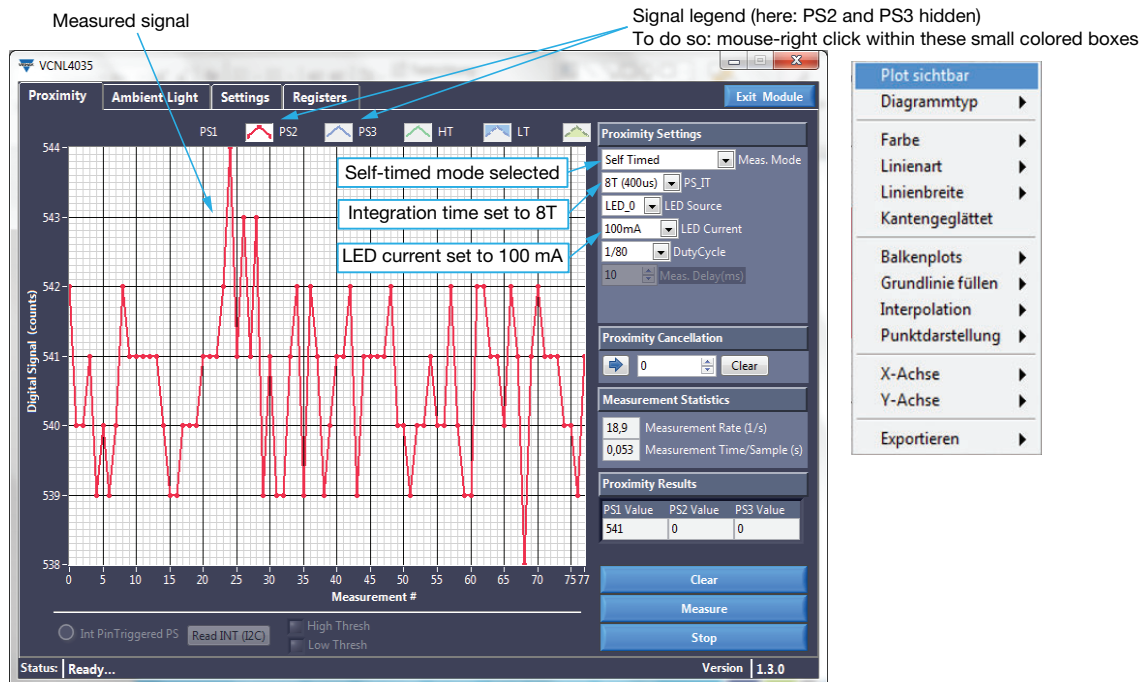 Measured signal
Signal legend (here: PS2 and PS3 hidden)
To do so: mouse-right click within these small colored boxes
VCNL4035
Proximity
Ambient Light
Settings
Registers
Exit Module
PS1
PS2
PS3
HT
LT
Digital Signal (counts)
544
543
542
541
540
539
538
0 5 10 15 20 25 30 35 40 45 50 55 60 65 70 75 77
Measurement #
Self-timed mode selected
Integration time set to 8T
LED current set to 100 mA
Proximity Settings
Self Timed Meas. Mode
8T (400us) PS_IT
LED_0 LED Source
100mA LED Current
1/80 DutyCycle
10 Meas. Delay(ms)
Proximity Cancellation
0 Clear
Measurement Statistics
18,9 Measurement Rate (1/s)
0,053 Measurement Time/Sample (s)
Proximity Results
PS1 Value PS2 Value PS3 Value
541 0 0
Clear
Measure
Stop
Int PinTriggered PS
Read INT (I2C)
High Thresh
Low Thresh
Status: Ready...
Version 1.3.0
Plot sichtbar
Diagrammtyp
Farbe
Linienart
Linienbreite
Kantengeglättet
Balkenplots
Grundlinie füllen
Interpolation
Punktdarstellung
X-Achse
Y-Achse
Exportieren